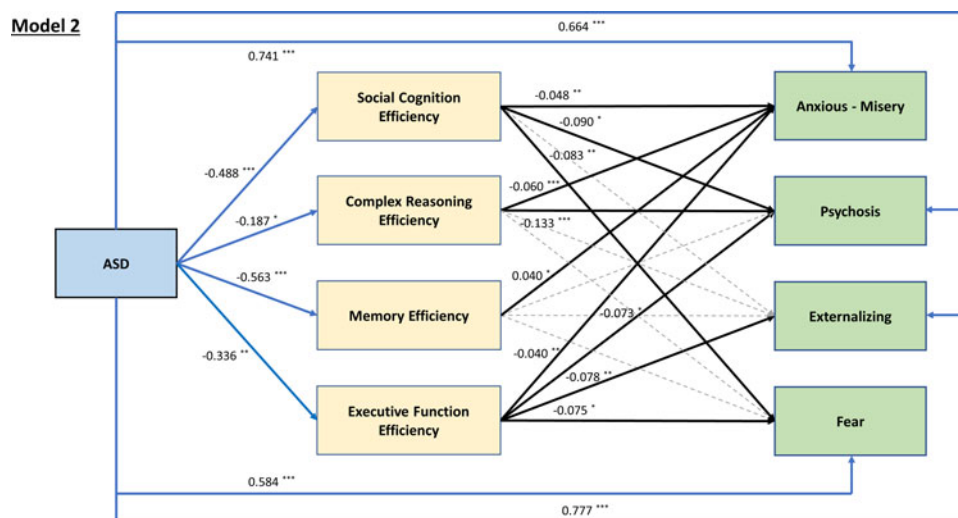 Model 2
0.664 ***
0.741 ***
Social Cognition
Efficiency
-0.048 **
-0.090 *
-0.083 **
Anxious - Misery
-0.488 ***
-0.187 *
Complex Reasoning
Efficiency
-0.060 ***
-0.133 ***
Psychosis
ASD
-0.563 ***
Memory Efficiency
0.040 *
-0.073 *
Externalizing
-0.336 **
-0.040 **
-0.078 **
-0.075 *
Executive Function
Efficiency
Fear
0.584 ***
0.777 ***